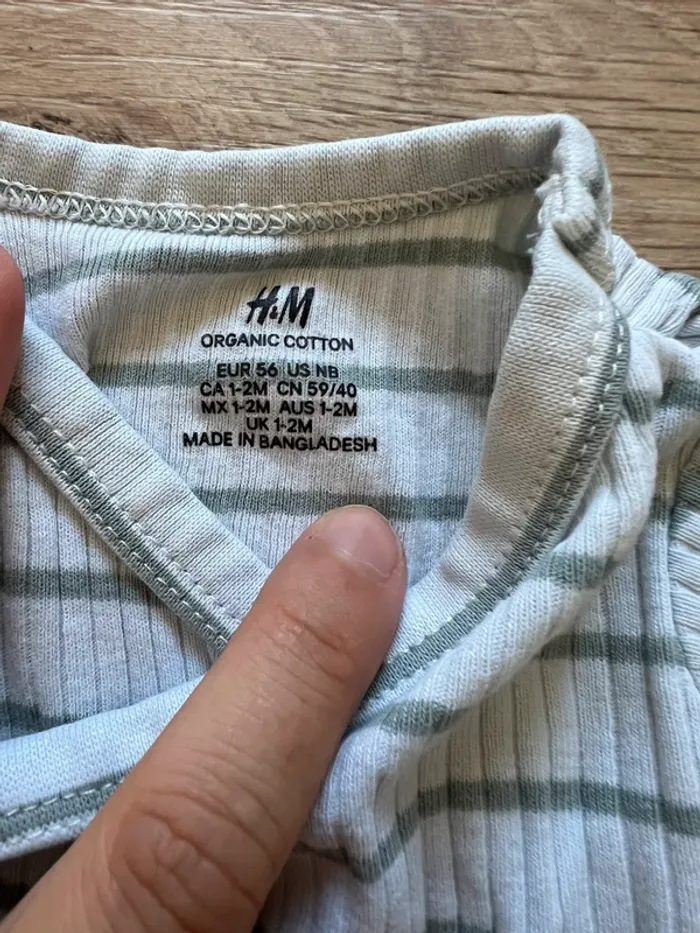 H&M
ORGANIC COTTON
EUR 56 US NB
CA 1-2M CN 59/40
MX 1-2M AUS 1-2M
UK 1-2M
MADE IN BANGLADESH